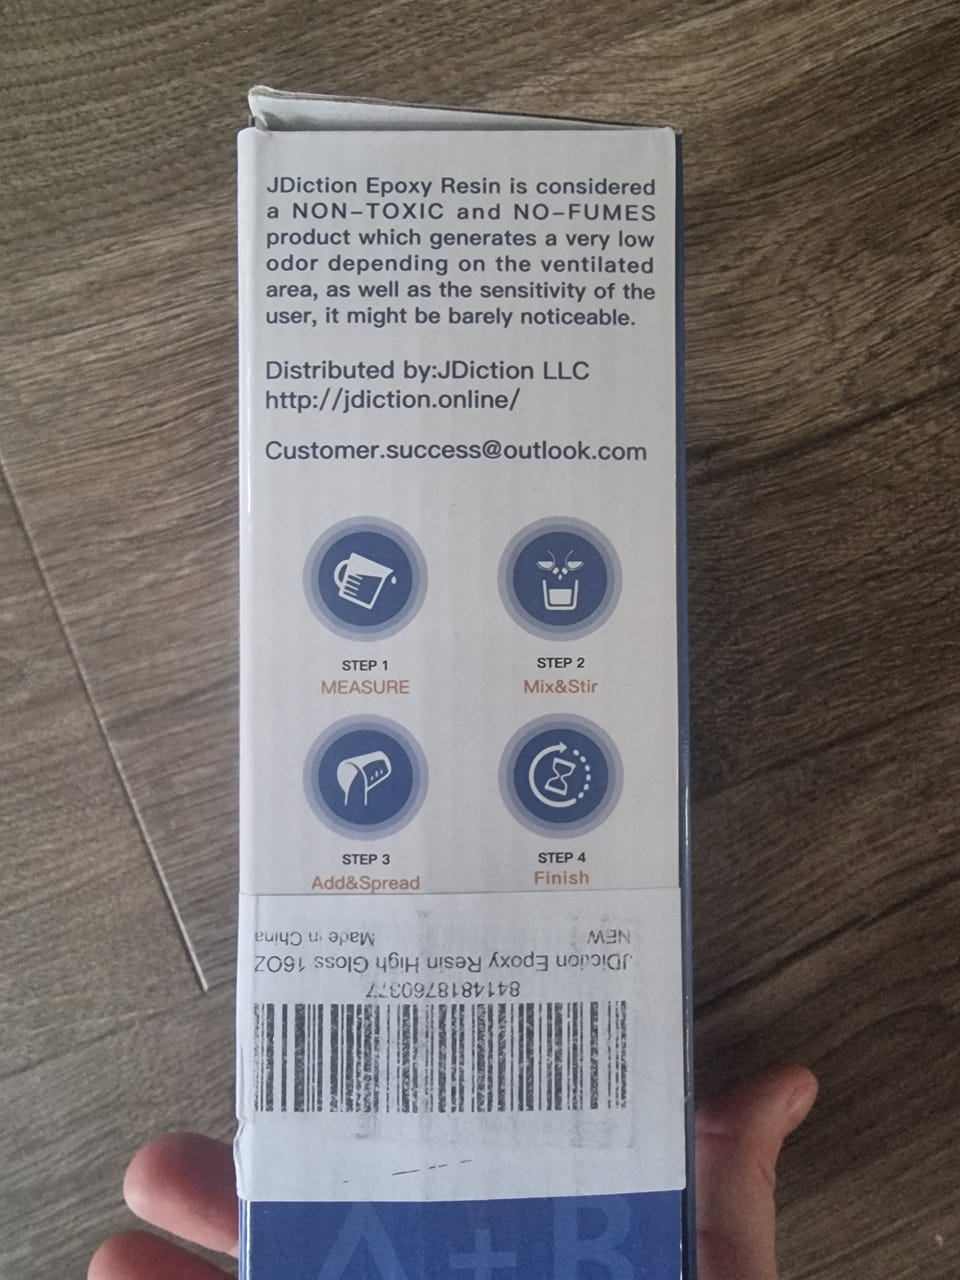 JDiction Epoxy Resin is considered
a NON-TOXIC and NO-FUMES
product which generates a very low
odor depending on the ventilated
area, as well as the sensitivity of the
user, it might be barely noticeable.
Distributed by:JDiction LLC
http://jdiction.online/
Customer.success@outlook.com
STEP 1
MEASURE
STEP 2
Mix&Stir
STEP 3
Add&Spread
STEP 4
Finish
8414818760377
JDiction Epoxy Resin High Gloss 16OZ
NEW
Made in China
A + B